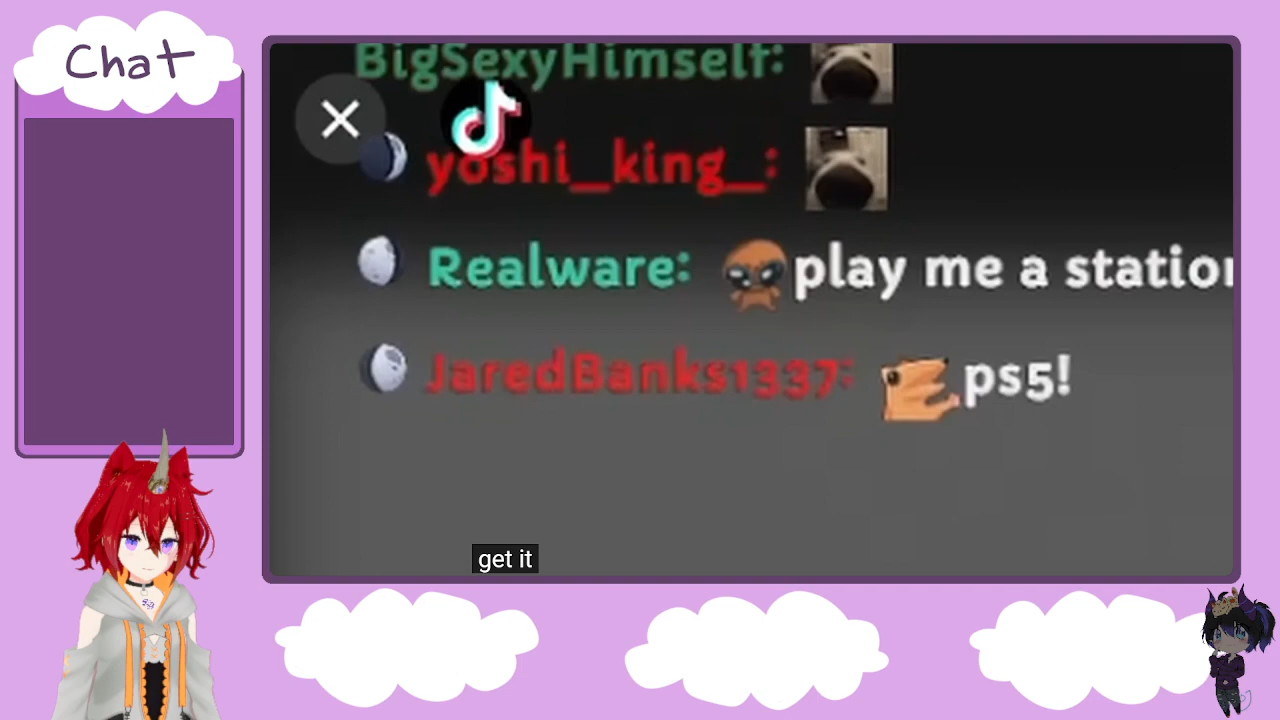 Chat
BigSexyHimself:
yoshi_king_:
Realware: play me a station
JaredBanks1337: ps5!
get it